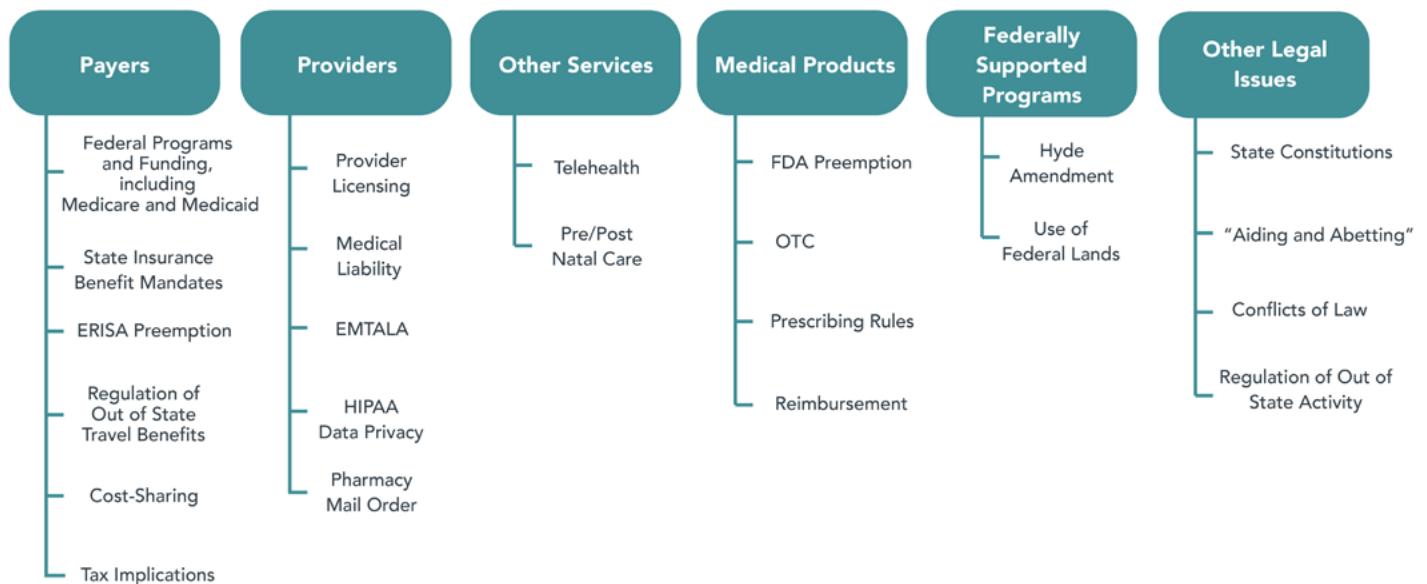 Payers
Federal Programs
and Funding,
including
Medicare and Medicaid
State Insurance
Benefit Mandates
ERISA Preemption
Regulation of
Out of State
Travel Benefits
Cost-Sharing
Tax Implications
Providers
Provider
Licensing
Medical
Liability
EMTALA
HIPAA
Data Privacy
Pharmacy
Mail Order
Other Services
Telehealth
Pre/Post
Natal Care
Medical Products
FDA Preemption
OTC
Prescribing Rules
Reimbursement
Federally
Supported
Programs
Hyde
Amendment
Use of
Federal Lands
Other Legal
Issues
State Constitutions
“Aiding and Abetting”
Conflicts of Law
Regulation of Out of
State Activity